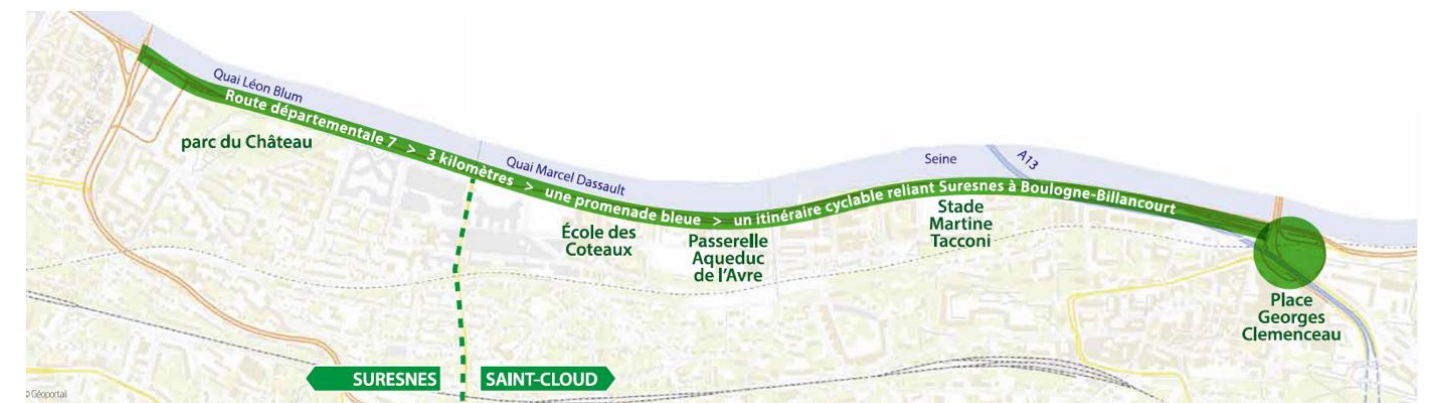 Quai Léon Blum
Route départementale 7 > 3 kilomètres > une promenade bleue > un itinéraire cyclable reliant Suresnes à Boulogne-Billancourt
parc du Château
Quai Marcel Dassault
Seine
A13
École des
Coteaux
Passerelle
Aqueduc
de l'Avre
Stade
Martine
Tacconi
Place
Georges
Clemenceau
SURESNES
SAINT-CLOUD
© Géoportail